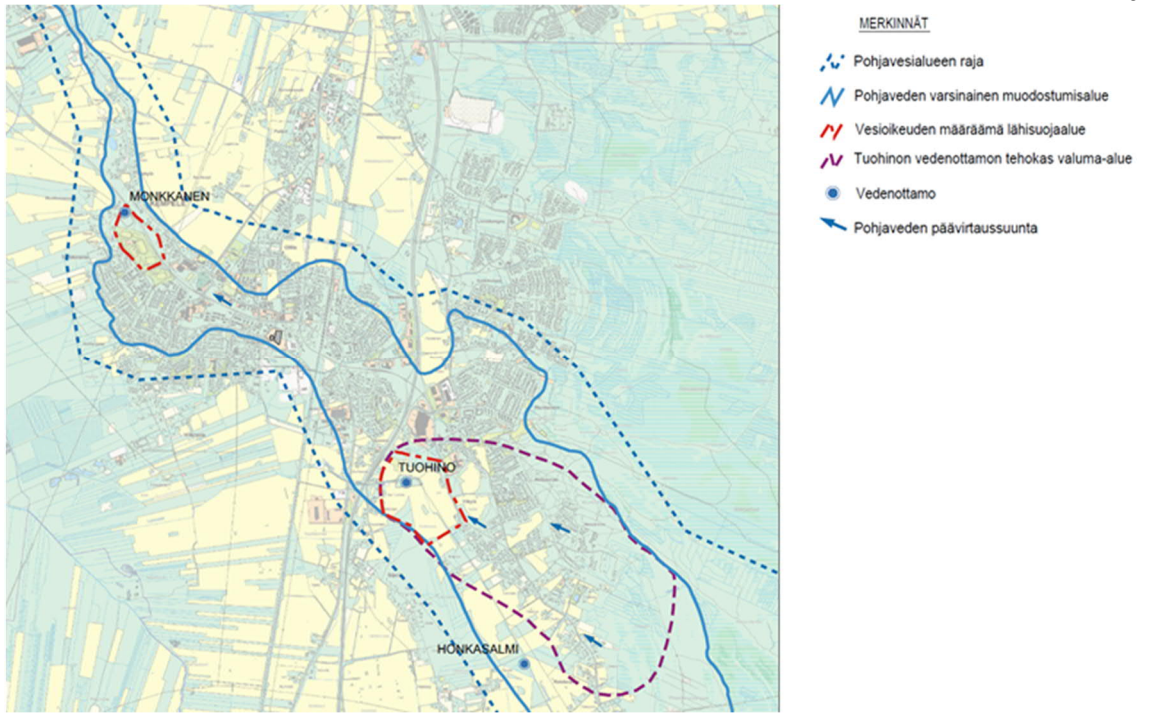 MERKINNÄT
Pohjavesialueen raja
Pohjaveden varsinainen muodostumisalue
Vesioikeuden määräämä lähisuojaalue
Tuohinon vedenottamon tehokas valuma-alue
Vedenottamo
Pohjaveden päävirtaussuunta
MONKKANEN
TUOHINO
HONKASALMI